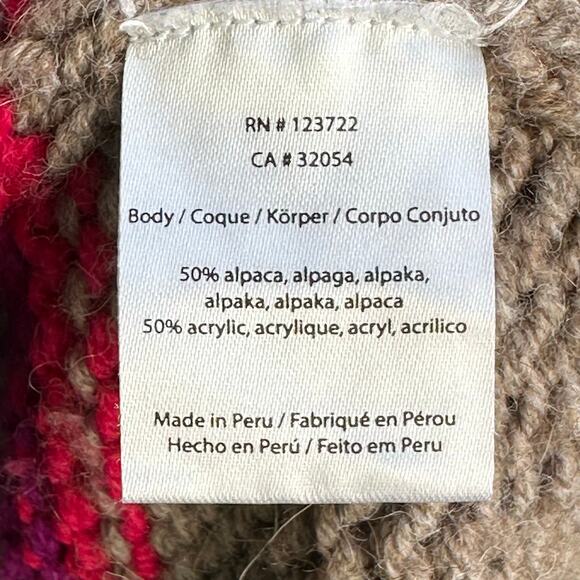 RN # 123722
CA # 32054
Body / Coque / Körper / Corpo Conjuto
50% alpaca, alpaga, alpaka,
alpaka, alpaka, alpaca
50% acrylic, acrylique, acryl, acrilico
Made in Peru / Fabriqué en Pérou
Hecho en Perú / Feito em Peru